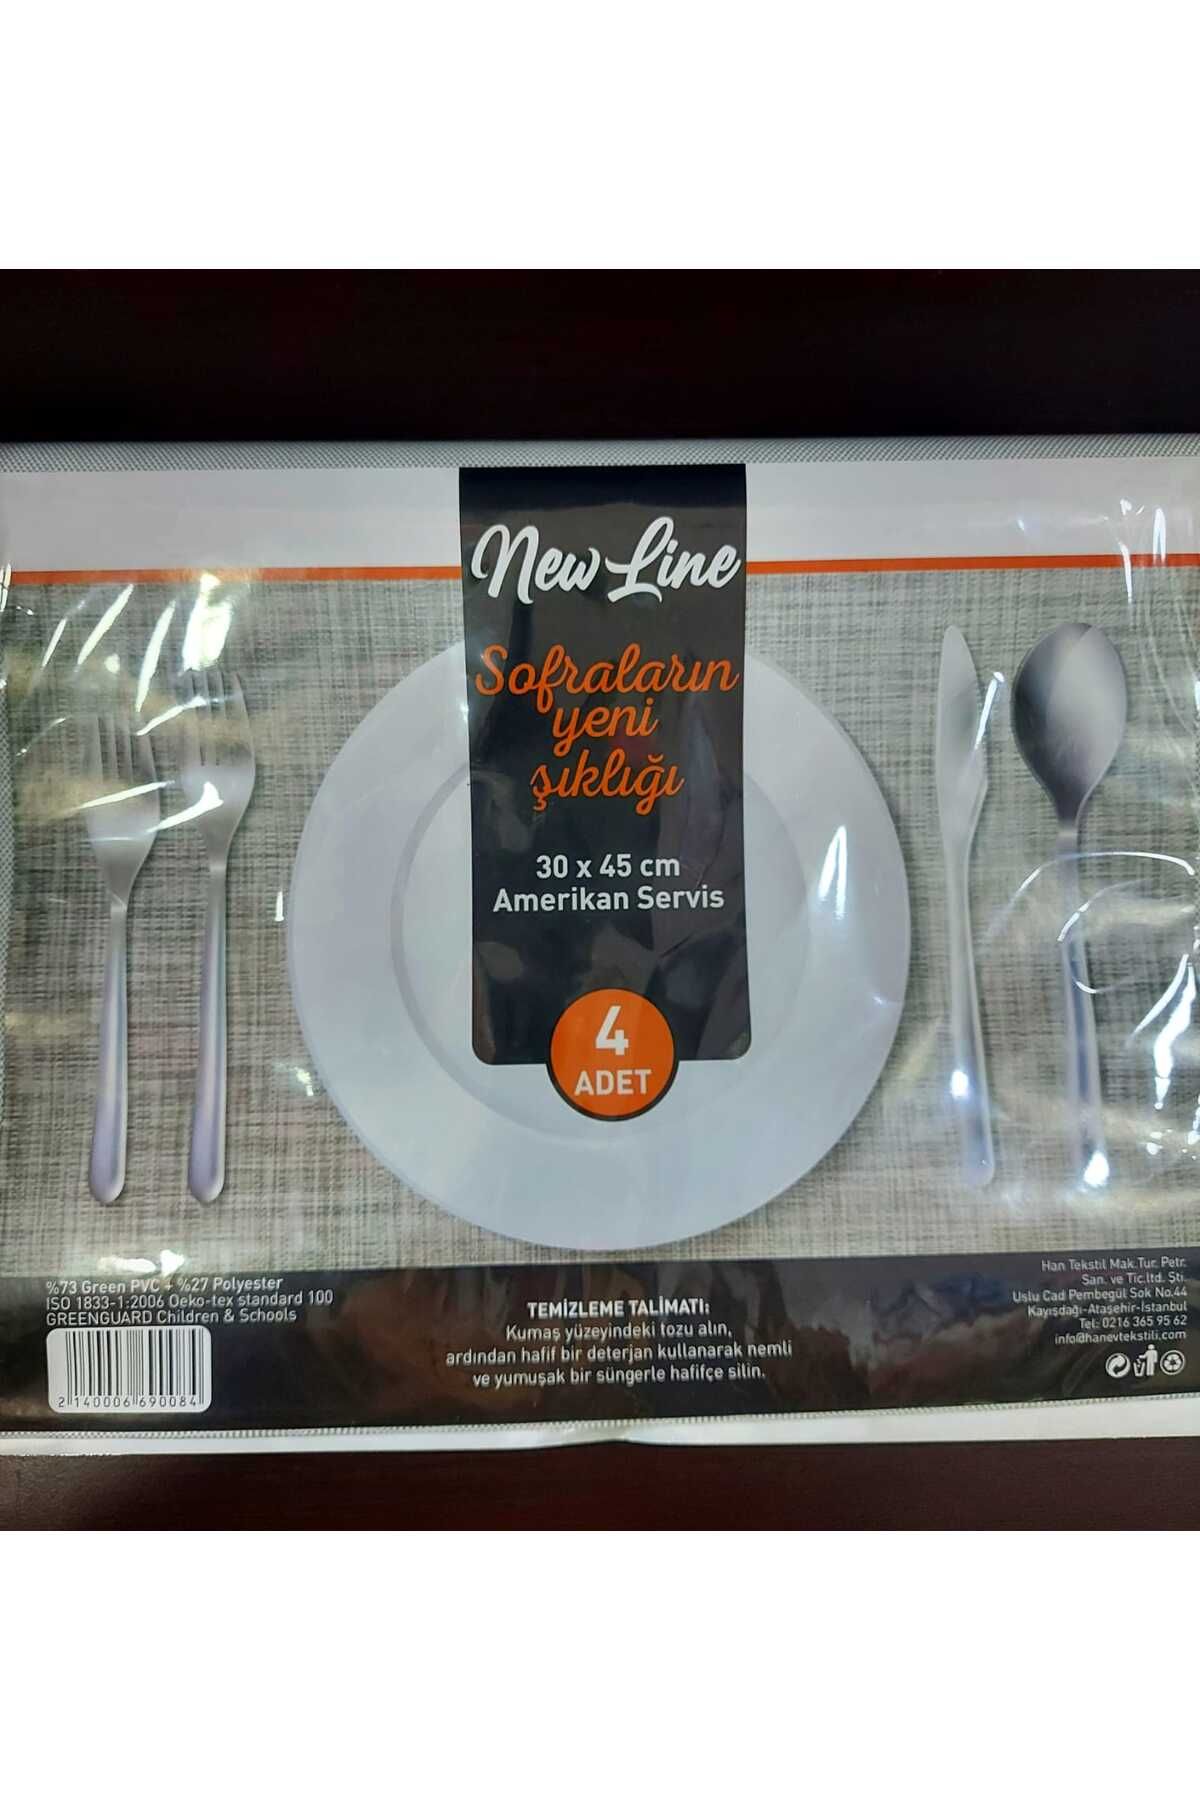 New Line
Sofraların
yeni
şıklığı
30 x 45 cm
Amerikan Servis
4
ADET
%73 Green PVC + %27 Polyester
ISO 1833-1:2006 Oeko-tex standard 100
GREENGUARD Children & Schools
2 140006 690084
TEMİZLEME TALİMATI:
Kumaş yüzeyindeki tozu alın,
ardından hafif bir deterjan kullanarak nemli
ve yumuşak bir süngerle hafifçe silin.
Han Tekstil Mak.Tur. Petr.
San. ve Tic.ltd. Şti.
Uslu Cad Pembegül Sok No.44
Kayışdağı-Ataşehir-İstanbul
Tel: 0216 365 95 62
info@hanevtekstili.com